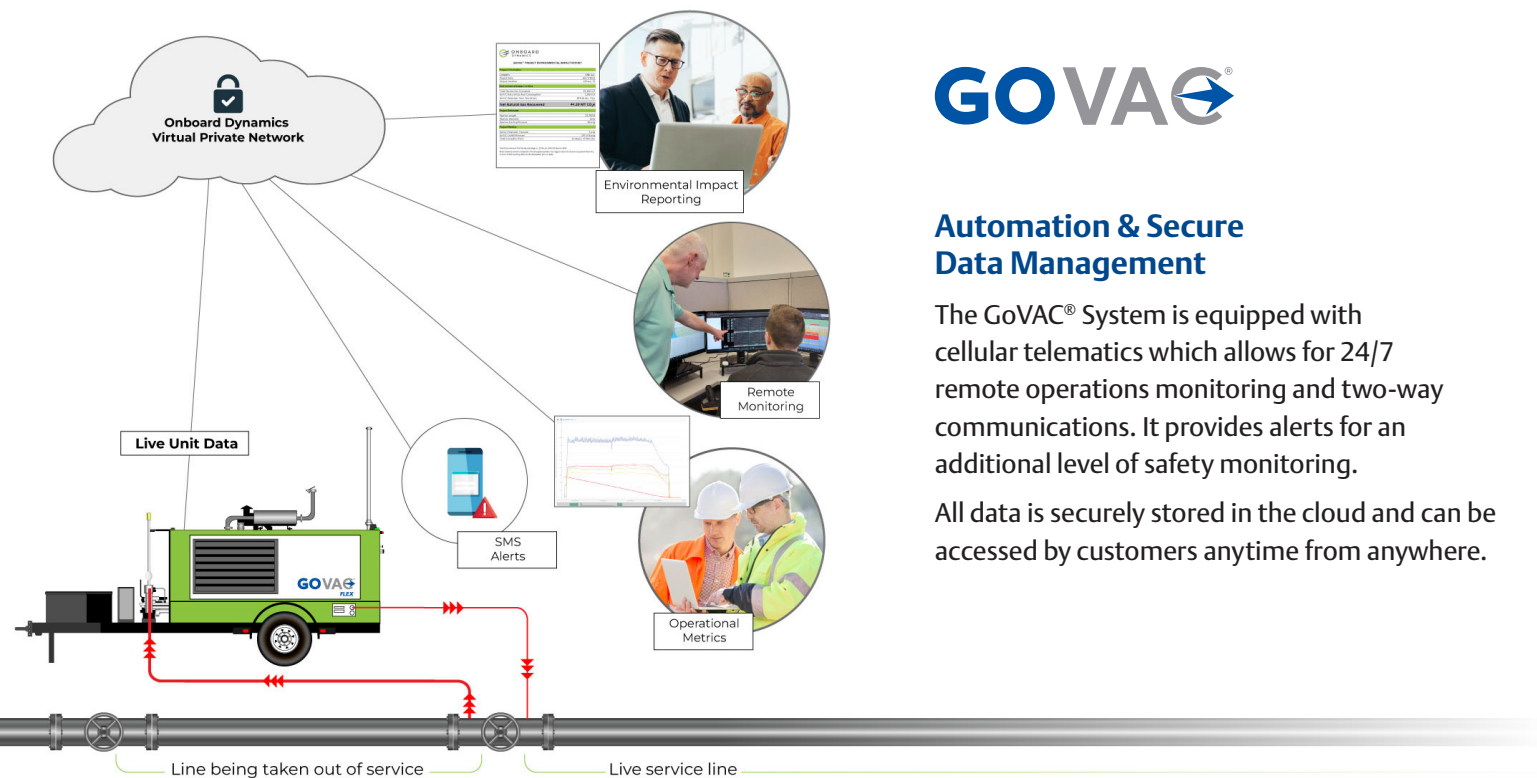 Onboard Dynamics
Virtual Private Network
ONBOARD
DYNAMICS
Environmental Impact
Reporting
Remote
Monitoring
Live Unit Data
SMS
Alerts
Operational
Metrics
GOVAC
FLEX
Line being taken out of service
Live service line
GOVAC®
Automation & Secure
Data Management
The GoVAC® System is equipped with
cellular telematics which allows for 24/7
remote operations monitoring and two-way
communications. It provides alerts for an
additional level of safety monitoring.
All data is securely stored in the cloud and can be
accessed by customers anytime from anywhere.